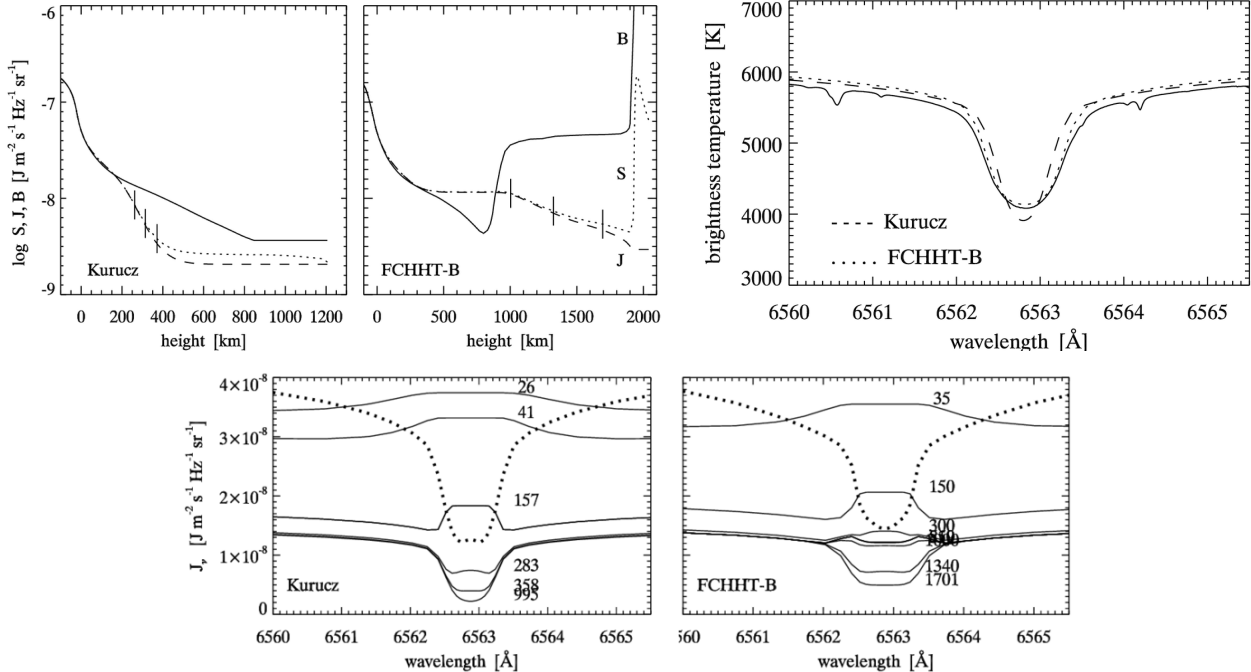 -6
-7
-8
-9
log S, J, B [J m⁻² s⁻¹ Hz⁻¹ sr⁻¹]
Kurucz
0 200 400 600 800 1000 1200
height [km]
B
S
J
FCHHT-B
0 500 1000 1500 2000
height [km]
7000
6000
5000
4000
3000
brightness temperature [K]
Kurucz
FCHHT-B
6560 6561 6562 6563 6564 6565
wavelength [Å]
4×10⁻⁸
3×10⁻⁸
2×10⁻⁸
1×10⁻⁸
0
Jᵥ [J m⁻² s⁻¹ Hz⁻¹ sr⁻¹]
26
41
157
283
358
995
Kurucz
6560 6561 6562 6563 6564 6565
wavelength [Å]
35
150
300
1340
1701
FCHHT-B
60 6561 6562 6563 6564 6565
wavelength [Å]